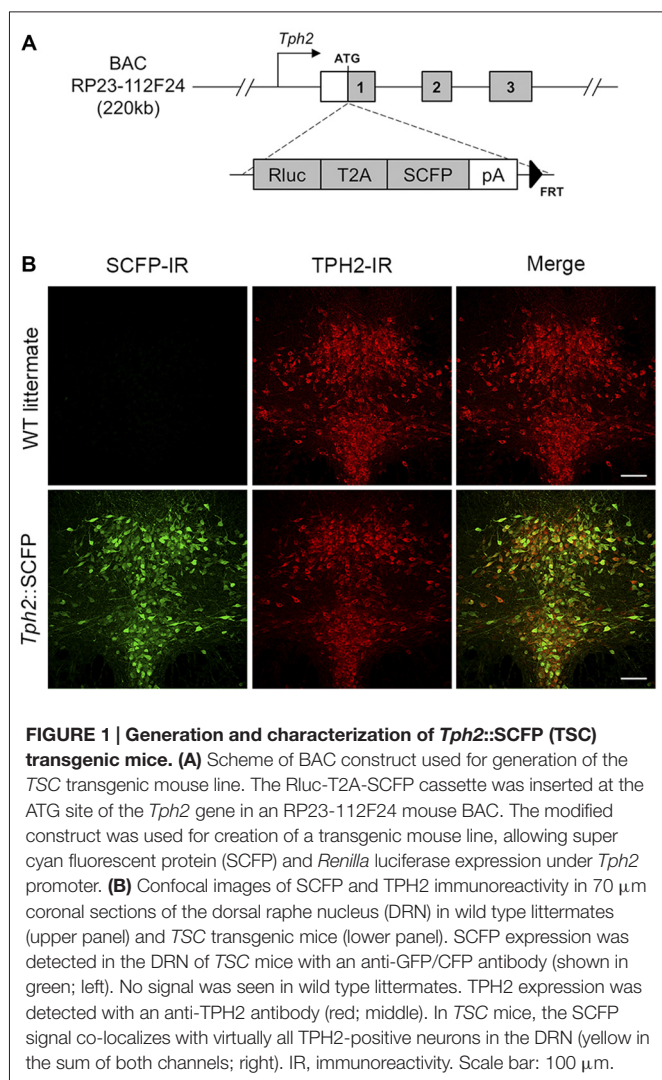 A
BAC
RP23-112F24
(220kb)
Tph2
ATG
1
2
3
Rluc
T2A
SCFP
pA
FRT
B
SCFP-IR
TPH2-IR
Merge
WT littermate
Tph2::SCFP
FIGURE 1 | Generation and characterization of Tph2::SCFP (TSC)
transgenic mice. (A) Scheme of BAC construct used for generation of the
TSC transgenic mouse line. The Rluc-T2A-SCFP cassette was inserted at the
ATG site of the Tph2 gene in an RP23-112F24 mouse BAC. The modified
construct was used for creation of a transgenic mouse line, allowing super
cyan fluorescent protein (SCFP) and Renilla luciferase expression under Tph2
promoter. (B) Confocal images of SCFP and TPH2 immunoreactivity in 70 μm
coronal sections of the dorsal raphe nucleus (DRN) in wild type littermates
(upper panel) and TSC transgenic mice (lower panel). SCFP expression was
detected in the DRN of TSC mice with an anti-GFP/CFP antibody (shown in
green; left). No signal was seen in wild type littermates. TPH2 expression was
detected with an anti-TPH2 antibody (red; middle). In TSC mice, the SCFP
signal co-localizes with virtually all TPH2-positive neurons in the DRN (yellow in
the sum of both channels; right). IR, immunoreactivity. Scale bar: 100 μm.